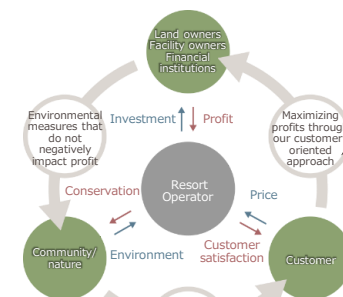 Land owners
Facility owners
Financial
institutions
Environmental
measures that
do not
negatively
impact profit
Investment
Profit
Maximizing
profits through
our customer
oriented
approach
Conservation
Resort
Operator
Price
Community/
nature
Environment
Customer
satisfaction
Customer